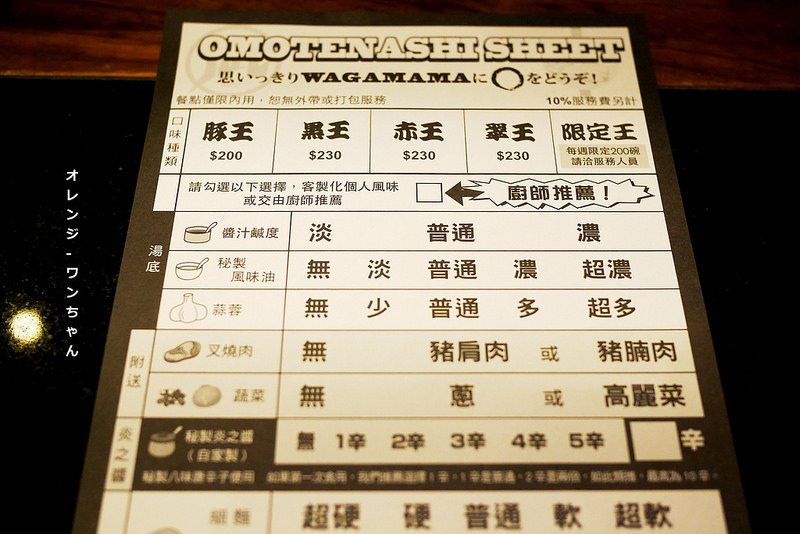 OMOTENASHI SHEET
思いっきりWAGAMAMAに◯をどうぞ!
餐點僅限內用，恕無外帶或打包服務 10%服務費另計
口味種類 豚王 黒王 赤王 翠王 限定王
$200 $230 $230 $230 每週限定200碗
請洽服務人員
請勾選以下選擇，客製化個人風味
或交由廚師推薦
廚師推薦!
湯底
醬汁鹹度 淡 普通 濃
秘製風味油 無 淡 普通 濃 超濃
蒜蓉 無 少 普通 多 超多
附送
叉燒肉 無 豬肩肉 或 豬腩肉
蔬菜 無 蔥 或 高麗菜
炎之醬
秘製炎之醬
(自家製)
無 1辛 2辛 3辛 4辛 5辛 辛
細麵 超硬 硬 普通 軟 超軟
オレンジ-ワンちゃん